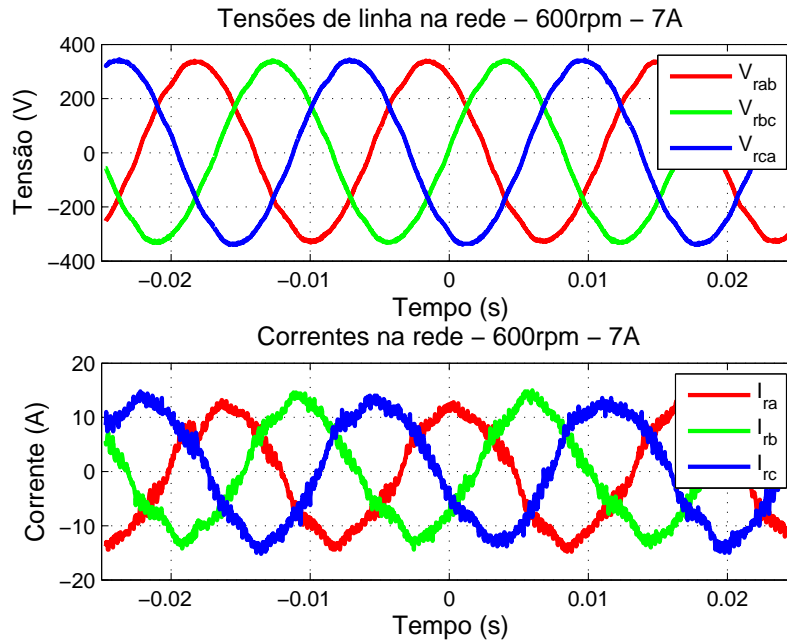 Tensões de linha na rede − 600rpm − 7A
400
200
0
−200
−400
Tensão (V)
V_rab
V_rbc
V_rca
−0.02
−0.01
0
0.01
0.02
Tempo (s)
Correntes na rede − 600rpm − 7A
20
10
0
−10
−20
Corrente (A)
I_ra
I_rb
I_rc
−0.02
−0.01
0
0.01
0.02
Tempo (s)